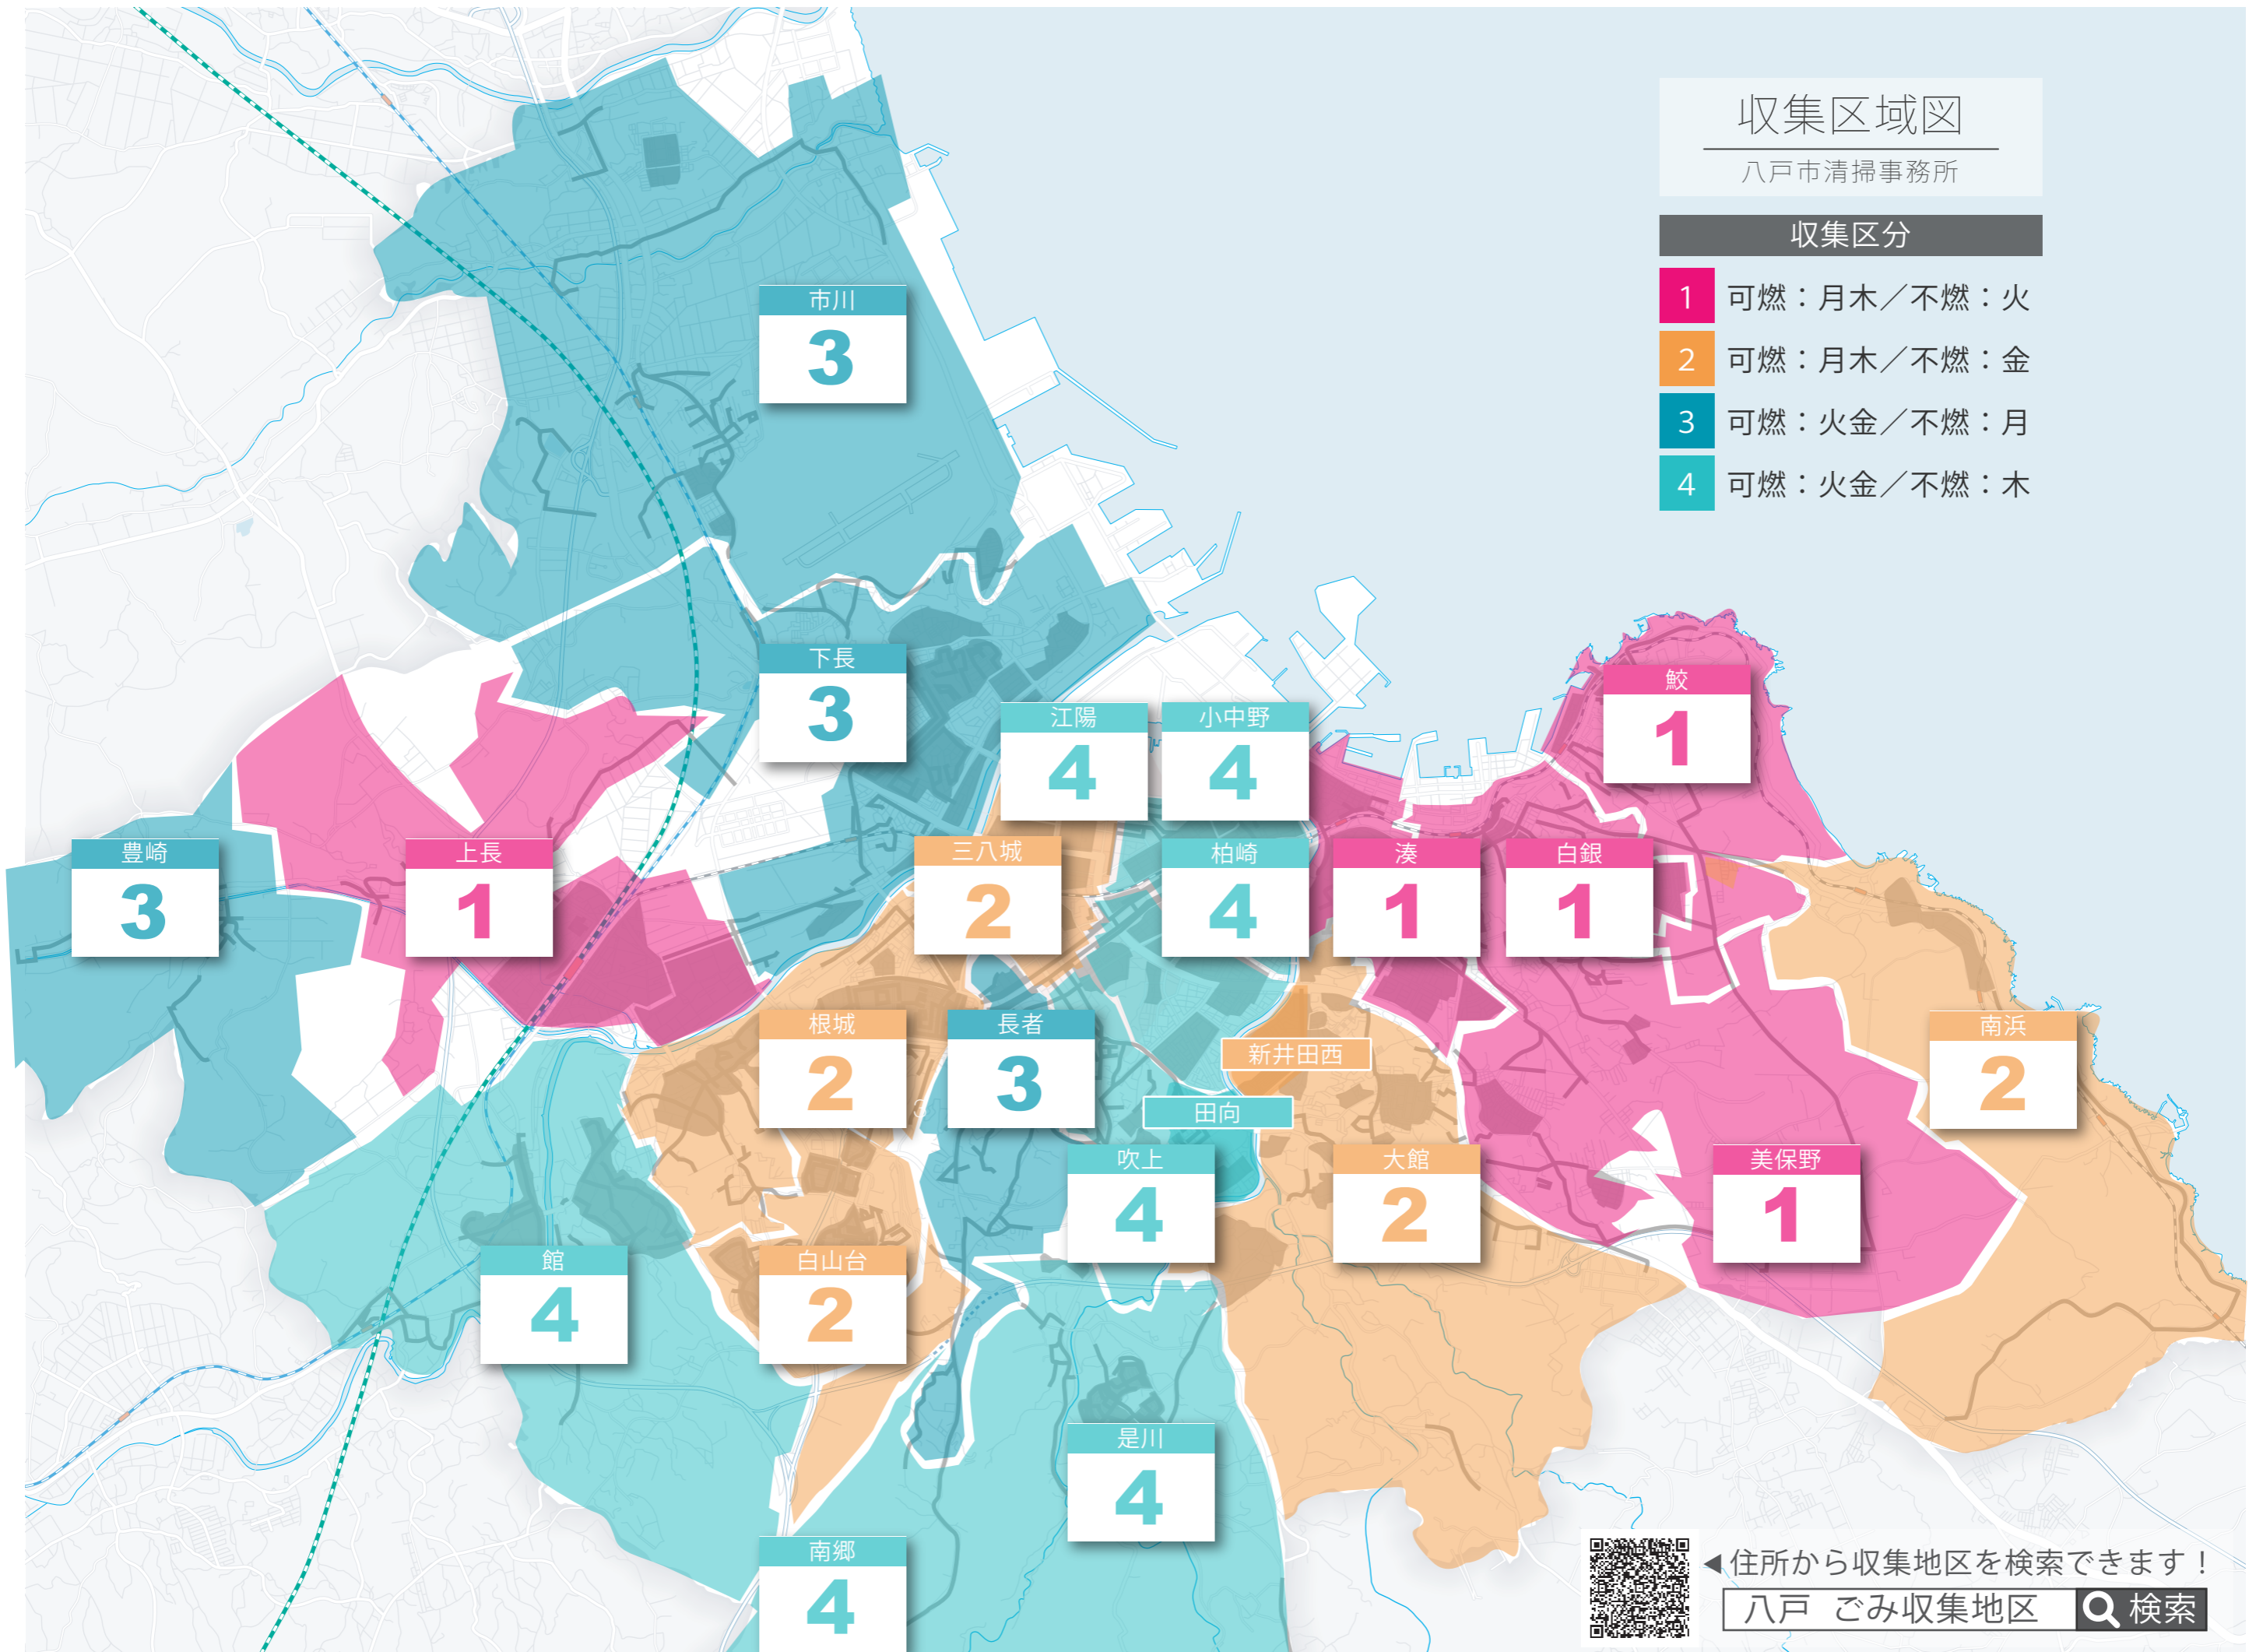 収集区域図
八戸市清掃事務所
収集区分
1 可燃：月木／不燃：火
2 可燃：月木／不燃：金
3 可燃：火金／不燃：月
4 可燃：火金／不燃：木
市川
3
下長
3
鮫
1
江陽
4
小中野
4
豊崎
3
上長
1
三八城
2
柏崎
4
湊
1
白銀
1
根城
2
長者
3
新井田西
南浜
2
田向
3
吹上
4
大館
2
美保野
1
館
4
白山台
2
是川
4
南郷
4
◀住所から収集地区を検索できます！
八戸 ごみ収集地区 検索